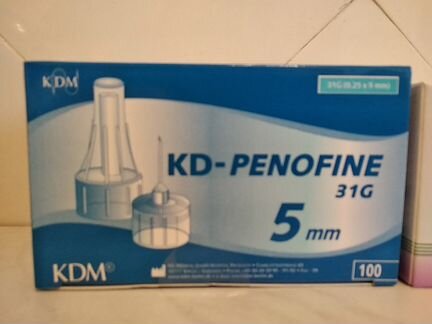 KDM
31G (0.25 x 5 mm)
KD-PENOFINE
31G
5 mm
KDM®
100